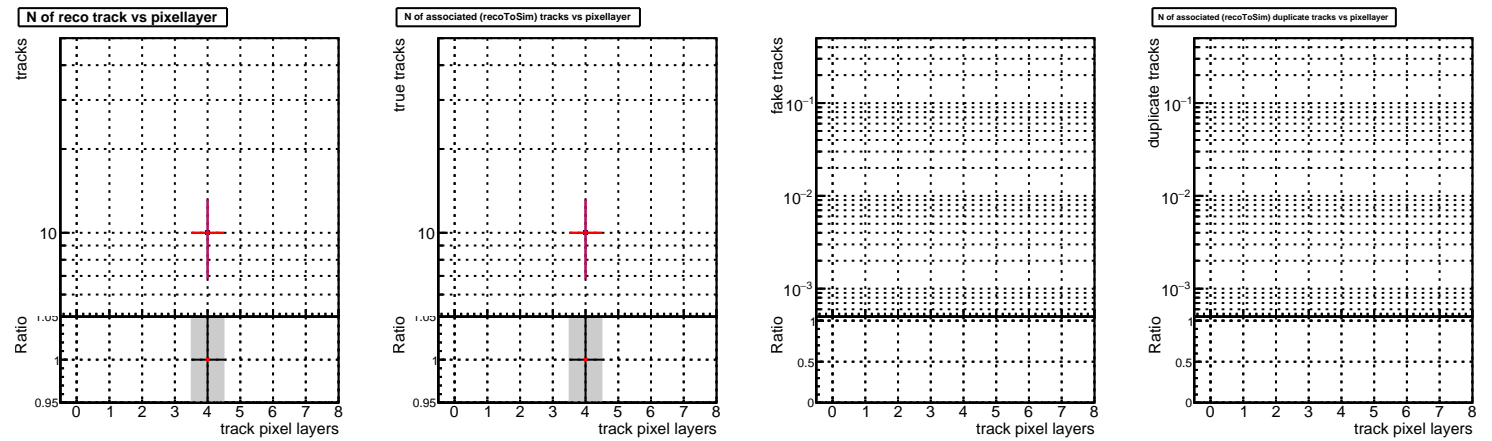 N of reco track vs pixellayer
tracks
10
1.05
Ratio
1
0.95
0 1 2 3 4 5 6 7 8
track pixel layers
N of associated (recoToSim) tracks vs pixellayer
true tracks
10
1.05
Ratio
1
0.95
0 1 2 3 4 5 6 7 8
track pixel layers
fake tracks
10⁻¹
10⁻²
10⁻³
Ratio
1
0.5
0
0 1 2 3 4 5 6 7 8
track pixel layers
N of associated (recoToSim) duplicate tracks vs pixellayer
duplicate tracks
10⁻¹
10⁻²
10⁻³
Ratio
1
0.5
0
0 1 2 3 4 5 6 7 8
track pixel layers